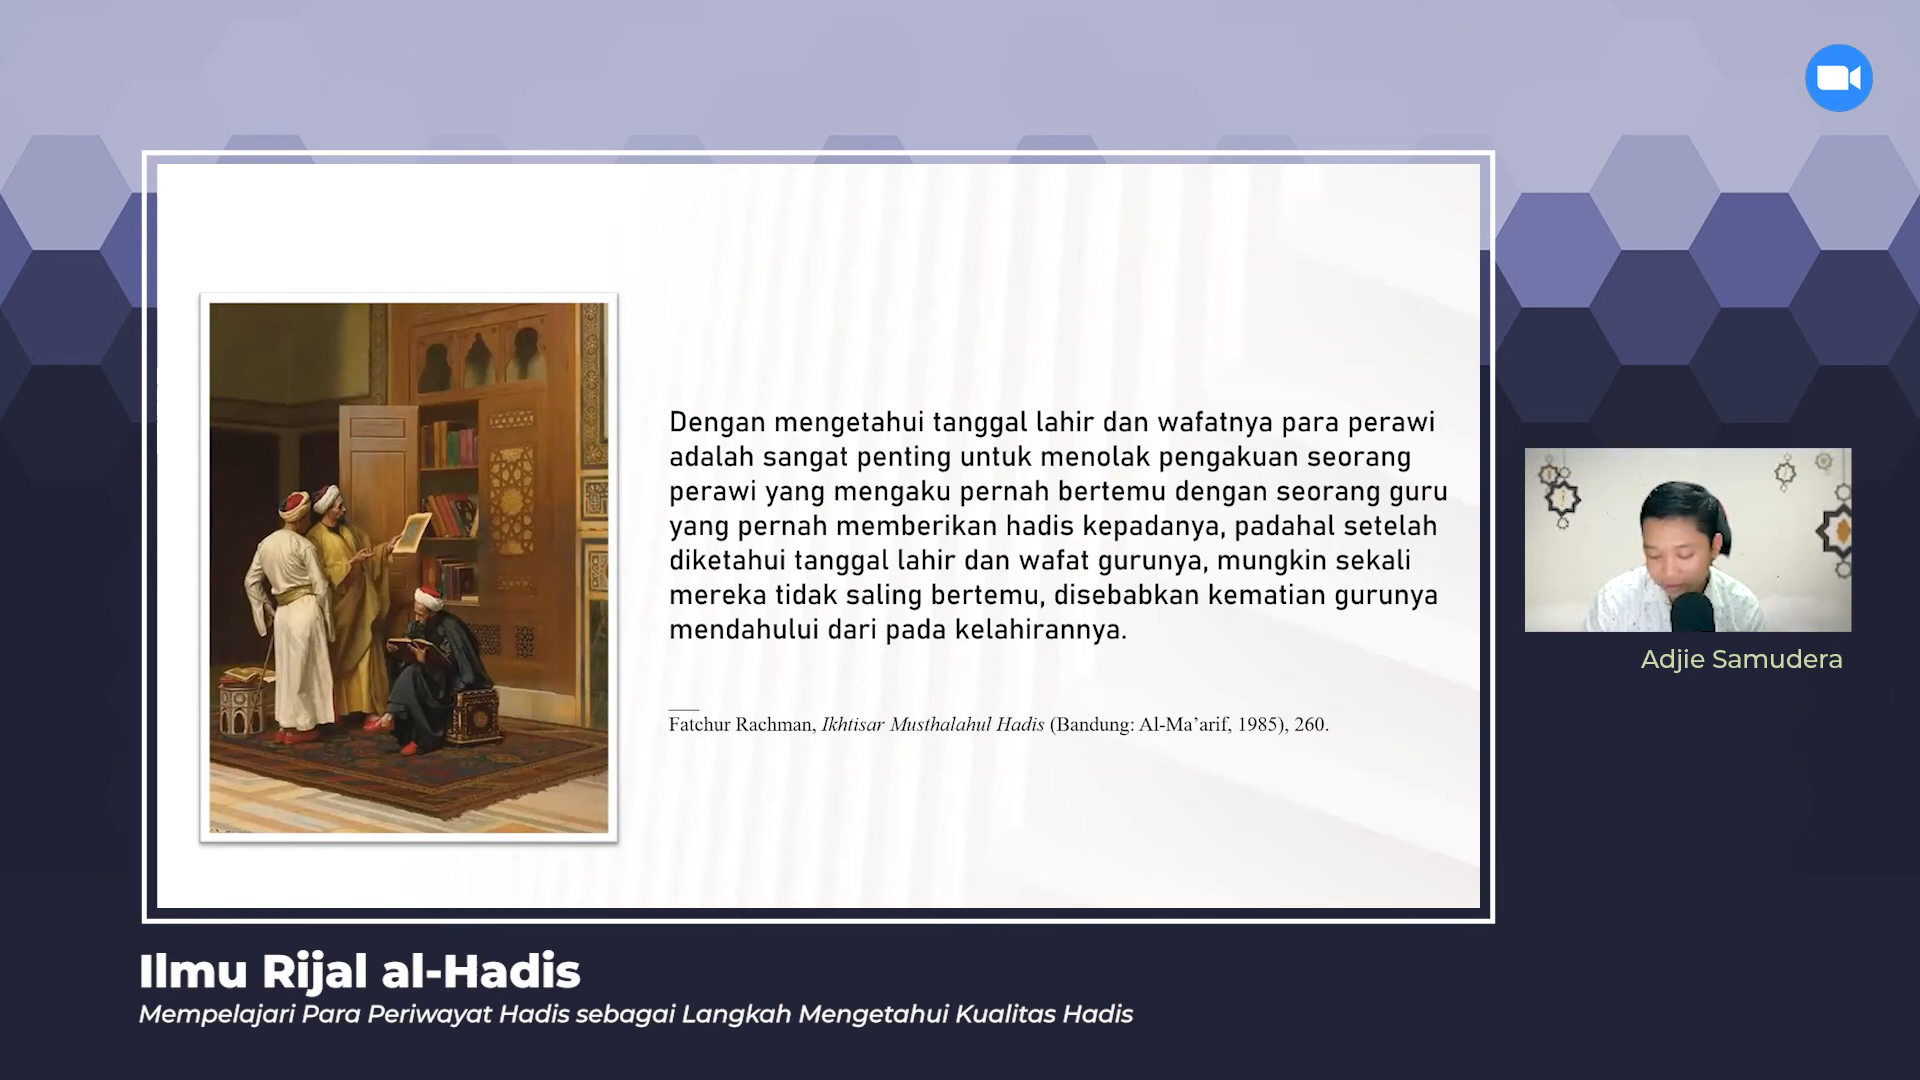 Dengan mengetahui tanggal lahir dan wafatnya para perawi
adalah sangat penting untuk menolak pengakuan seorang
perawi yang mengaku pernah bertemu dengan seorang guru
yang pernah memberikan hadis kepadanya, padahal setelah
diketahui tanggal lahir dan wafat gurunya, mungkin sekali
mereka tidak saling bertemu, disebabkan kematian gurunya
mendahului dari pada kelahirannya.
Fatchur Rachman, Ikhtisar Musthalahul Hadis (Bandung: Al-Ma’arif, 1985), 260.
Adjie Samudera
Ilmu Rijal al-Hadis
Mempelajari Para Periwayat Hadis sebagai Langkah Mengetahui Kualitas Hadis